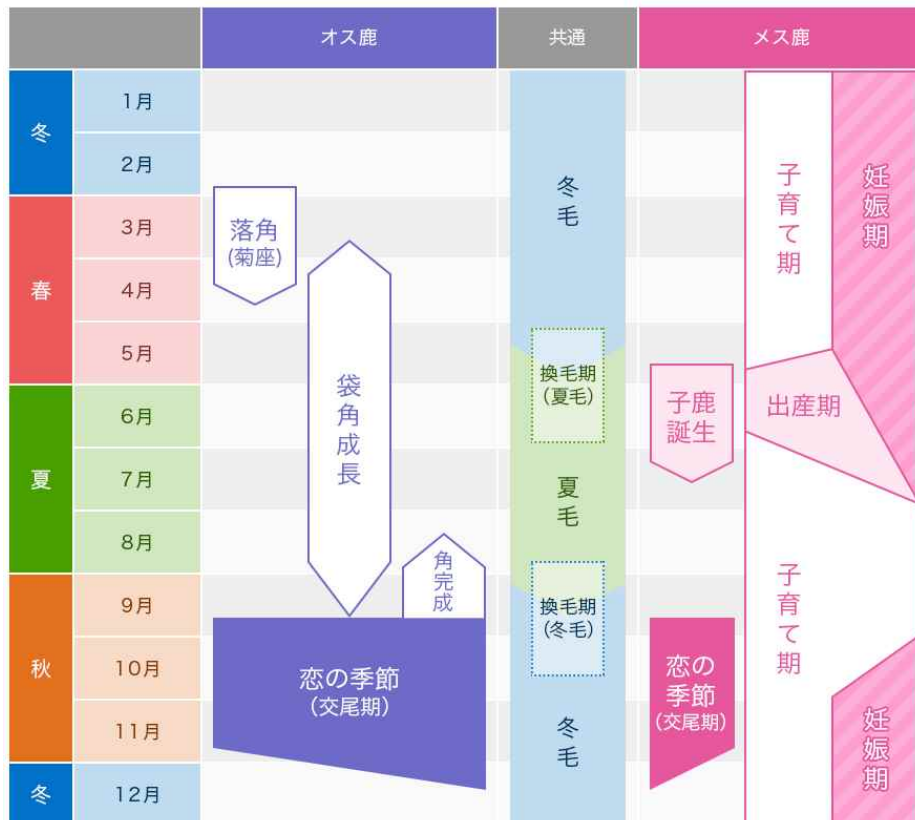 オス鹿
共通
メス鹿
冬
1月
2月
春
3月
4月
5月
夏
6月
7月
8月
秋
9月
10月
11月
冬
12月
落角
(菊座)
袋角成長
角完成
恋の季節
(交尾期)
冬毛
換毛期
(夏毛)
夏毛
換毛期
(冬毛)
冬毛
子鹿
誕生
恋の
季節
(交尾期)
子育て期
出産期
子育て期
妊娠期
妊娠期